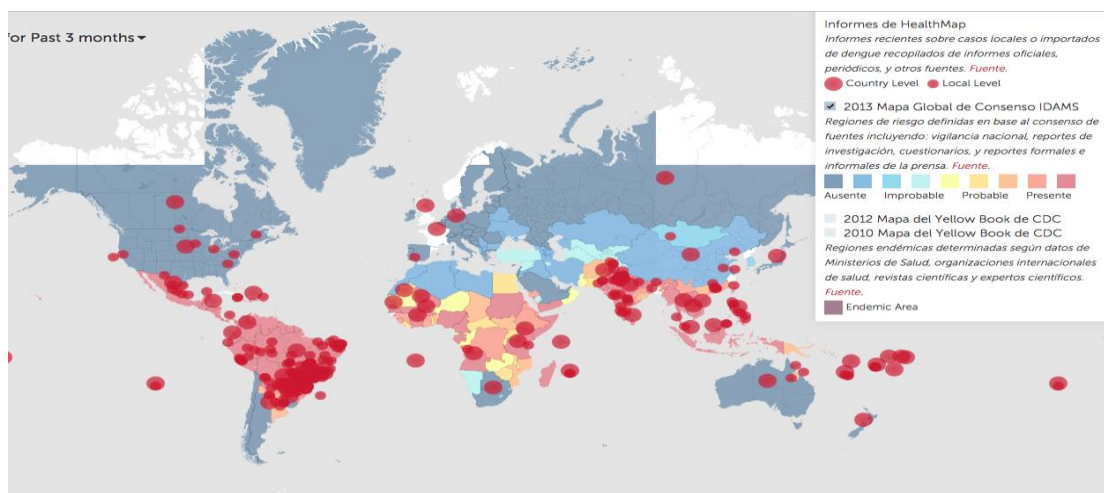 for Past 3 months
Informes de HealthMap
Informes recientes sobre casos locales o importados
de dengue recopilados de informes oficiales,
periódicos, y otros fuentes. Fuente.
Country Level Local Level
2013 Mapa Global de Consenso IDAMS
Regiones de riesgo definidas en base al consenso de
fuentes incluyendo: vigilancia nacional, reportes de
investigación, cuestionarios, y reportes formales e
informales de la prensa. Fuente.
Ausente Improbable Probable Presente
2012 Mapa del Yellow Book de CDC
2010 Mapa del Yellow Book de CDC
Regiones endémicas determinadas según datos de
Ministerios de Salud, organizaciones internacionales
de salud, revistas científicas y expertos científicos.
Fuente.
Endemic Area